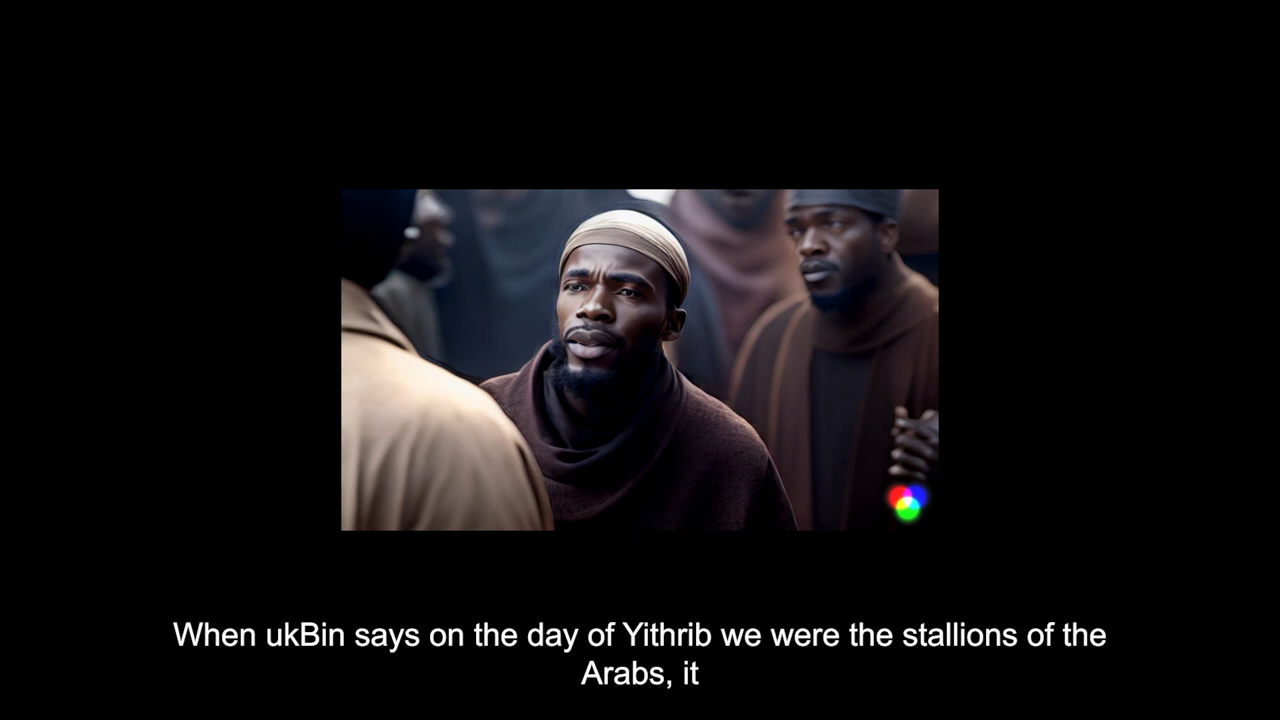 When ukBin says on the day of Yithrib we were the stallions of the
Arabs, it